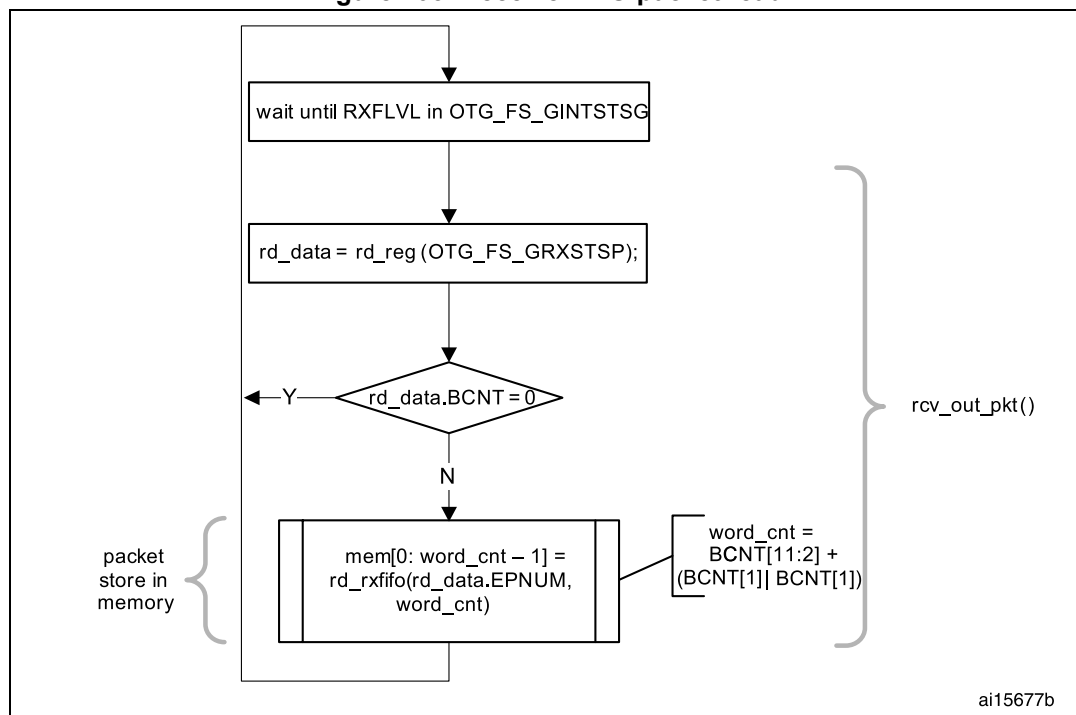 wait until RXFLVL in OTG_FS_GINTSTSG
rd_data = rd_reg (OTG_FS_GRXSTSP);
rd_data.BCNT = 0
Y
N
rcv_out_pkt()
packet
store in
memory
mem[0: word_cnt – 1] =
rd_rxfifo(rd_data.EPNUM,
word_cnt)
word_cnt =
BCNT[11:2] +
(BCNT[1]| BCNT[1])
ai15677b